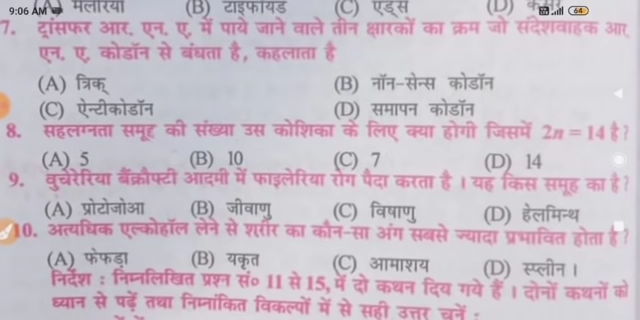 9:06 AM 64
मलेरिया (B) टाइफॉयड (C) एड्स (D)
7. ट्रांसफर आर. एन. ए. में पाये जाने वाले तीन क्षारकों का क्रम जो संदेशवाहक आर.
एन. ए. कोडॉन से बंधता है, कहलाता है
(A) त्रिक् (B) नॉन-सेन्स कोडॉन
(C) ऐन्टीकोडॉन (D) समापन कोडॉन
8. सहलग्नता समूह की संख्या उस कोशिका के लिए क्या होगी जिसमें 2n = 14 है?
(A) 5 (B) 10 (C) 7 (D) 14
9. वुचेरेरिया बैंक्रौफ्टी आदमी में फाइलेरिया रोग पैदा करता है। यह किस समूह का है?
(A) प्रोटोजोआ (B) जीवाणु (C) विषाणु (D) हेलमिन्थ
10. अत्यधिक एल्कोहॉल लेने से शरीर का कौन-सा अंग सबसे ज्यादा प्रभावित होता है?
(A) फेफड़ा (B) यकृत (C) आमाशय (D) स्प्लीन।
निर्देश : निम्नलिखित प्रश्न सं० 11 से 15, में दो कथन दिय गये हैं। दोनों कथनों को
ध्यान से पढ़ें तथा निम्नांकित विकल्पों में से सही उत्तर चुनें :